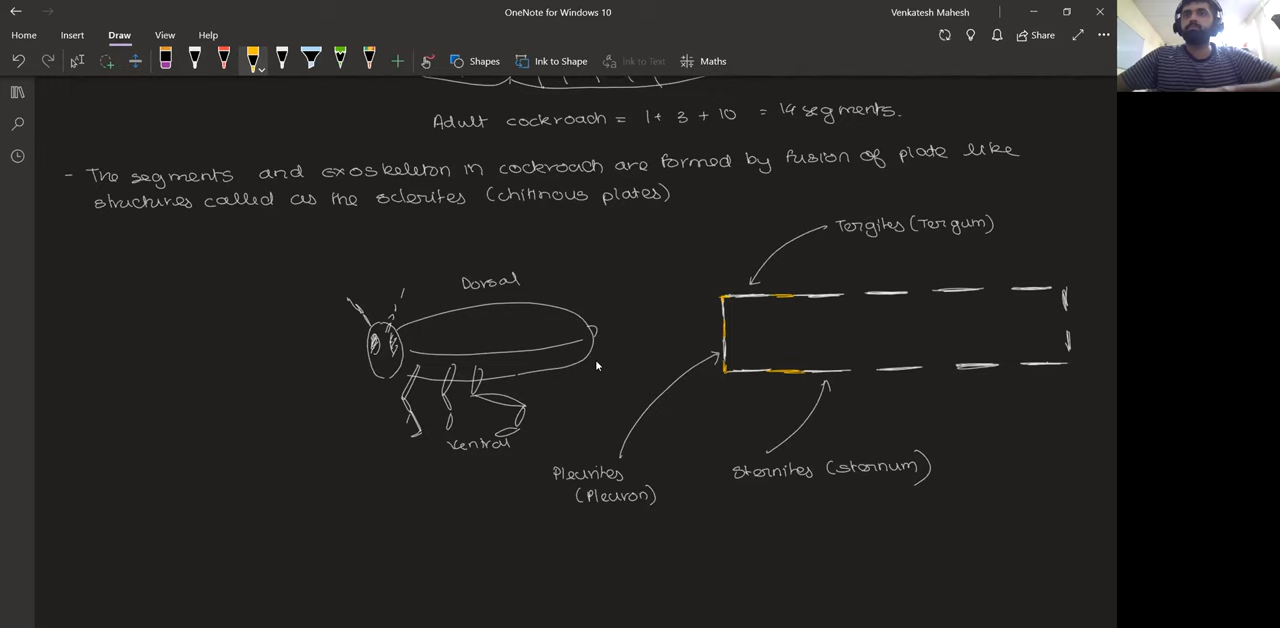 OneNote for Windows 10
Venkatesh Mahesh
Home Insert Draw View Help
Share
Shapes
Ink to Shape
Ink to Text
Maths
Adult cockroach = 1 + 3 + 10 = 14 segments.
- The segments and exoskeleton in cockroach are formed by fusion of plate like
structures called as the sclerites (chitinous plates)
Tergites (Tergum)
Dorsal
Ventral
Pleurites
(Pleuron)
Sternites (Sternum)